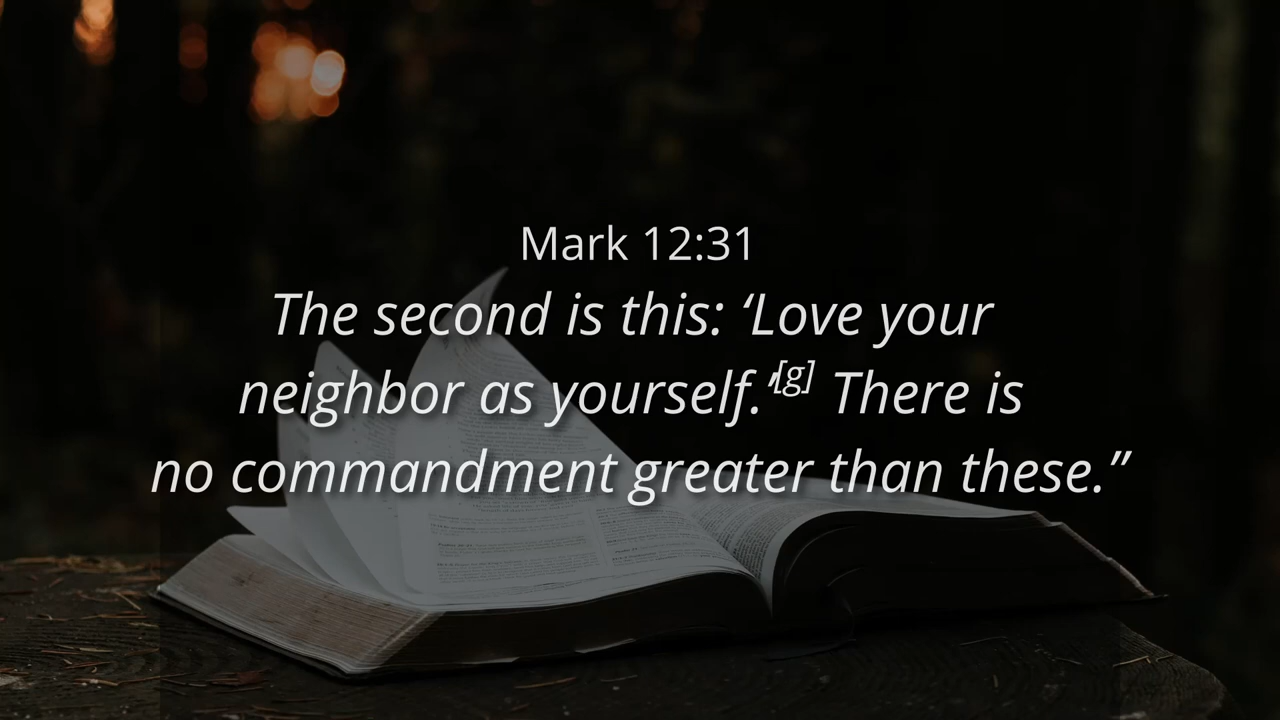 Mark 12:31
The second is this: ‘Love your
neighbor as yourself.’[g] There is
no commandment greater than these.”